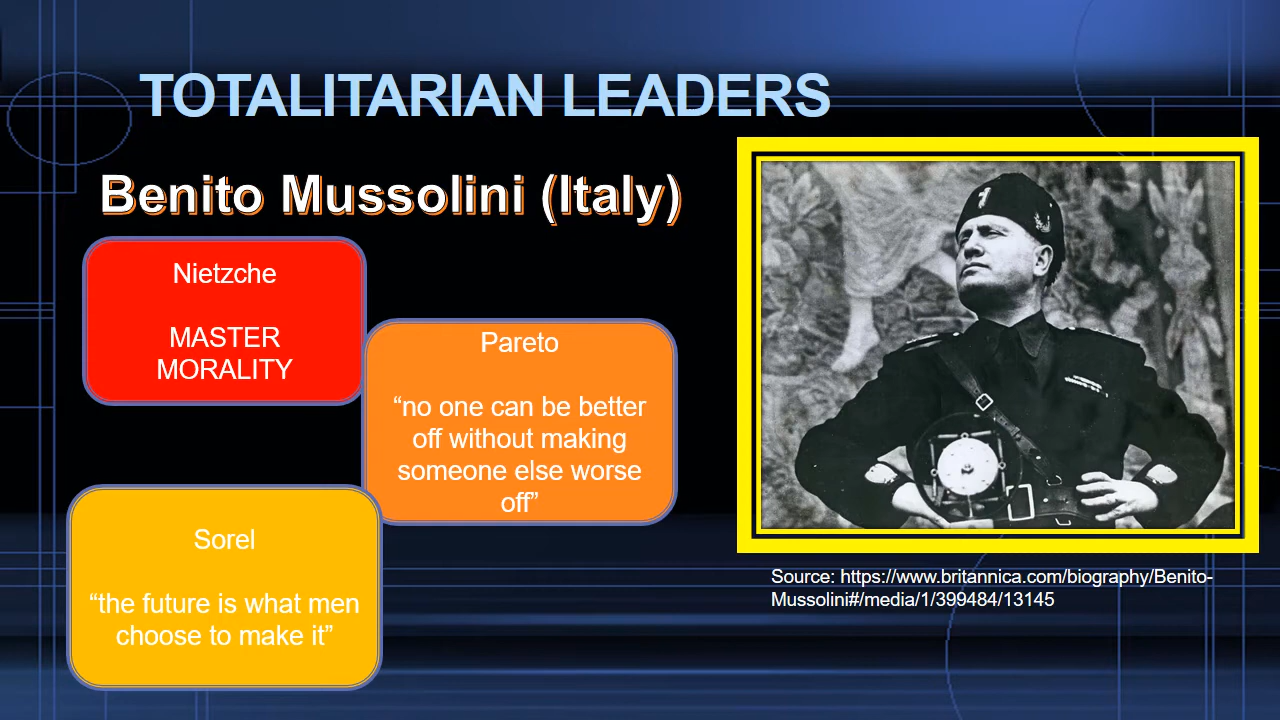 TOTALITARIAN LEADERS
Benito Mussolini (Italy)
Nietzche
MASTER
MORALITY
Pareto
“no one can be better
off without making
someone else worse
off”
Sorel
“the future is what men
choose to make it”
Source: https://www.britannica.com/biography/Benito-
Mussolini#/media/1/399484/13145